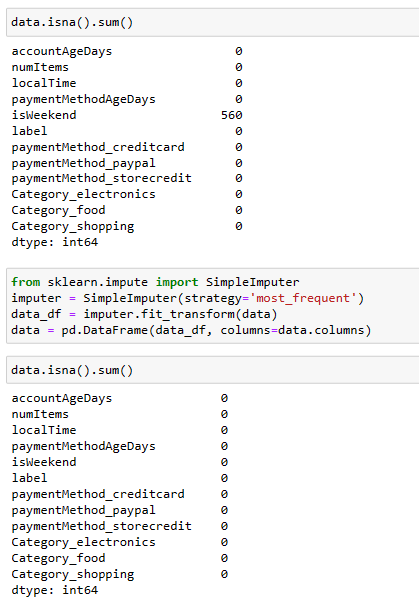 data.isna().sum()
accountAgeDays 0
numItems 0
localTime 0
paymentMethodAgeDays 0
isWeekend 560
label 0
paymentMethod_creditcard 0
paymentMethod_paypal 0
paymentMethod_storecredit 0
Category_electronics 0
Category_food 0
Category_shopping 0
dtype: int64
from sklearn.impute import SimpleImputer
imputer = SimpleImputer(strategy='most_frequent')
data_df = imputer.fit_transform(data)
data = pd.DataFrame(data_df, columns=data.columns)
data.isna().sum()
accountAgeDays 0
numItems 0
localTime 0
paymentMethodAgeDays 0
isWeekend 0
label 0
paymentMethod_creditcard 0
paymentMethod_paypal 0
paymentMethod_storecredit 0
Category_electronics 0
Category_food 0
Category_shopping 0
dtype: int64